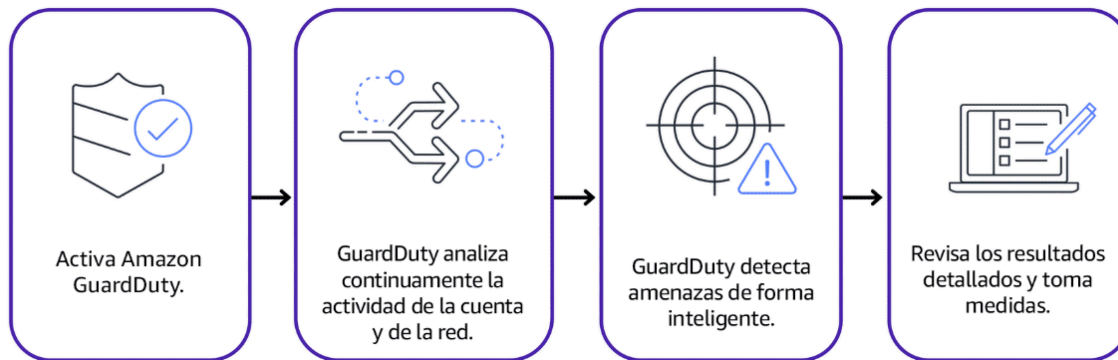 Activa Amazon
GuardDuty.
GuardDuty analiza
continuamente la
actividad de la cuenta
y de la red.
GuardDuty detecta
amenazas de forma
inteligente.
Revisa los resultados
detallados y toma
medidas.